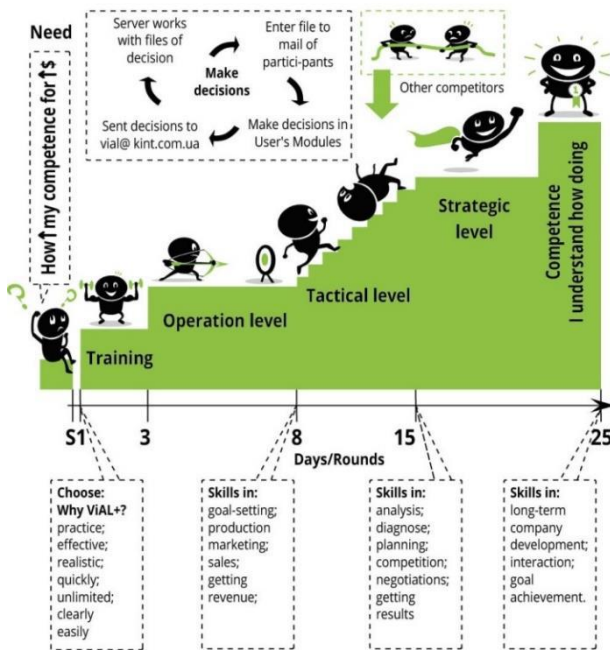 Need
How↑my competence for↑$
Server works
with files of
decision
Make
decisions
Enter file to
mail of
partici-pants
Sent decisions to
vial@ kint.com.ua
Make decisions in
User's Modules
Other competitors
1
Competence
I understand how doing
Strategic
level
Tactical level
Operation level
Training
? ?
S1 3 8 15 25
Days/Rounds
Choose:
Why ViAL+?
practice;
effective;
realistic;
quickly;
unlimited;
clearly
easily
Skills in:
goal-setting;
production
marketing;
sales;
getting
revenue;
Skills in:
analysis;
diagnose;
planning;
competition;
negotiations;
getting
results
Skills in:
long-term
company
development;
interaction;
goal
achievement.